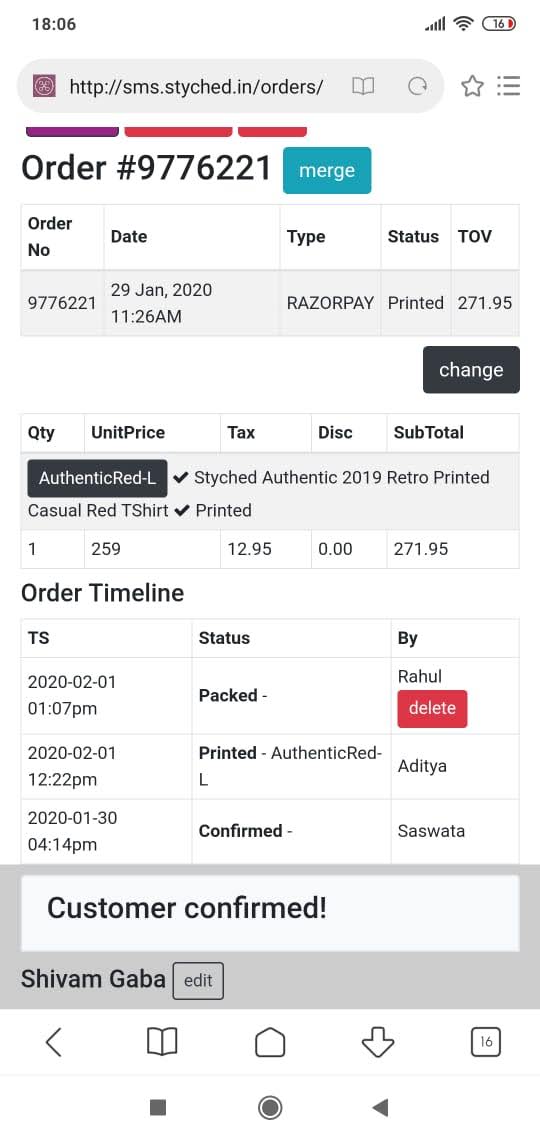 18:06
16
http://sms.styched.in/orders/
Order #9776221 merge
Order No Date Type Status TOV
9776221 29 Jan, 2020 11:26AM RAZORPAY Printed 271.95
change
Qty UnitPrice Tax Disc SubTotal
AuthenticRed-L ✔ Styched Authentic 2019 Retro Printed
Casual Red TShirt ✔ Printed
1 259 12.95 0.00 271.95
Order Timeline
TS Status By
2020-02-01 01:07pm Packed - Rahul delete
2020-02-01 12:22pm Printed - AuthenticRed-L Aditya
2020-01-30 04:14pm Confirmed - Saswata
Customer confirmed!
Shivam Gaba edit
16